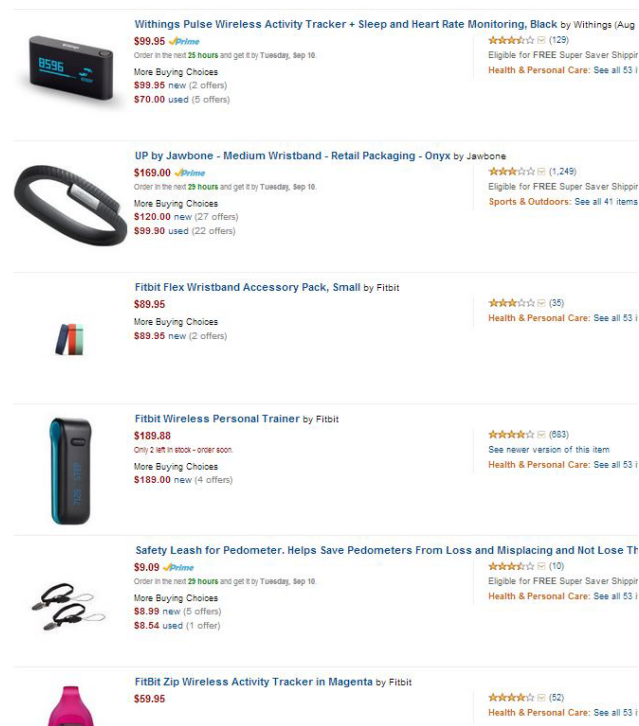 Withings Pulse Wireless Activity Tracker + Sleep and Heart Rate Monitoring, Black by Withings (Aug
$99.95 Prime
(129)
Order in the next 25 hours and get it by Tuesday, Sep 10.
Eligible for FREE Super Saver Shippin
More Buying Choices
Health & Personal Care: See all 53 i
$99.95 new (2 offers)
$70.00 used (5 offers)
8596
UP by Jawbone - Medium Wristband - Retail Packaging - Onyx by Jawbone
$169.00 Prime
(1,249)
Order in the next 29 hours and get it by Tuesday, Sep 10.
Eligible for FREE Super Saver Shippin
More Buying Choices
Sports & Outdoors: See all 41 items
$120.00 new (27 offers)
$99.90 used (22 offers)
Fitbit Flex Wristband Accessory Pack, Small by Fitbit
$89.95
(35)
More Buying Choices
Health & Personal Care: See all 53 i
$89.95 new (2 offers)
Fitbit Wireless Personal Trainer by Fitbit
$189.88
(683)
Only 2 left in stock - order soon.
See newer version of this item
More Buying Choices
Health & Personal Care: See all 53 i
$189.00 new (4 offers)
Safety Leash for Pedometer. Helps Save Pedometers From Loss and Misplacing and Not Lose Th
$9.09 Prime
(10)
Order in the next 29 hours and get it by Tuesday, Sep 10.
Eligible for FREE Super Saver Shippin
More Buying Choices
Health & Personal Care: See all 53 i
$8.99 new (5 offers)
$8.54 used (1 offer)
FitBit Zip Wireless Activity Tracker in Magenta by Fitbit
$59.95
(52)
Health & Personal Care: See all 53 i